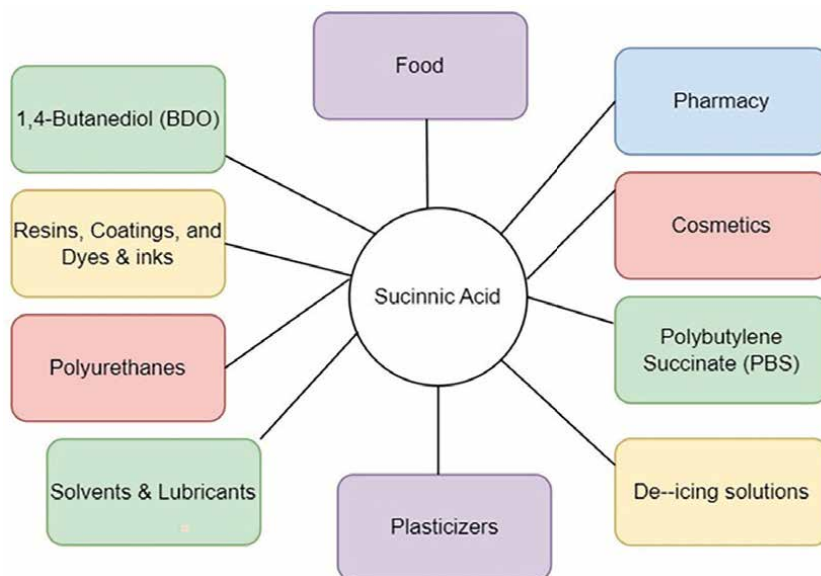 Food
1,4-Butanediol (BDO)
Pharmacy
Resins, Coatings, and
Dyes & inks
Cosmetics
Sucinnic Acid
Polyurethanes
Polybutylene
Succinate (PBS)
Solvents & Lubricants
De--icing solutions
Plasticizers